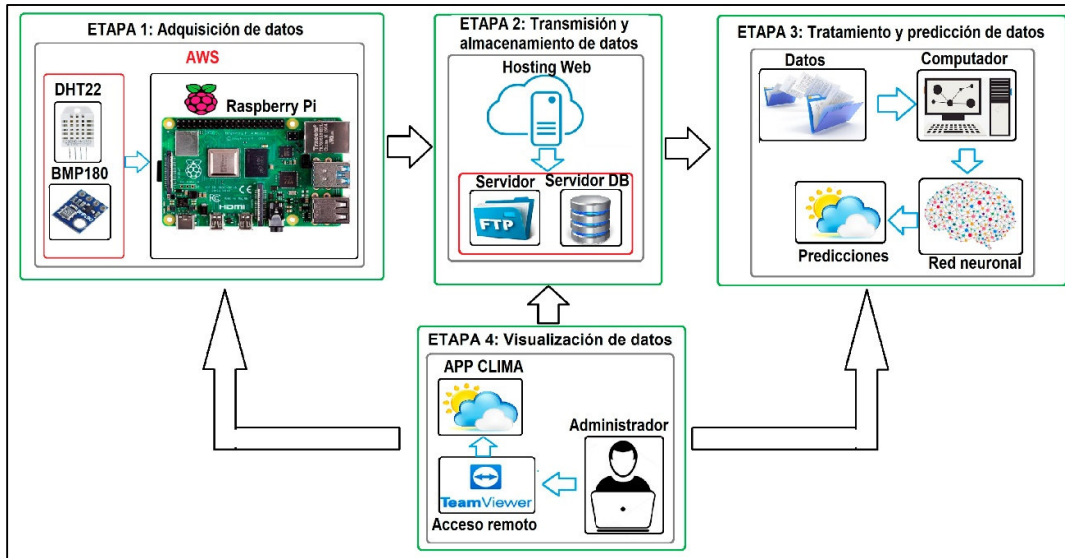 ETAPA 1: Adquisición de datos
AWS
DHT22
BMP180
Raspberry Pi
HDMI
ETAPA 2: Transmisión y
almacenamiento de datos
Hosting Web
Servidor
FTP
Servidor DB
ETAPA 3: Tratamiento y predicción de datos
Datos
Computador
Predicciones
Red neuronal
ETAPA 4: Visualización de datos
APP CLIMA
Administrador
TeamViewer
Acceso remoto